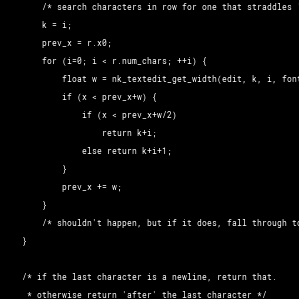 /* search characters in row for one that straddles
k = i;
prev_x = r.x0;
for (i=0; i < r.num_chars; ++i) {
float w = nk_textedit_get_width(edit, k, i, font
if (x < prev_x+w) {
if (x < prev_x+w/2)
return k+i;
else return k+i+1;
}
prev_x += w;
}
/* shouldn't happen, but if it does, fall through to
}
/* if the last character is a newline, return that.
* otherwise return 'after' the last character */